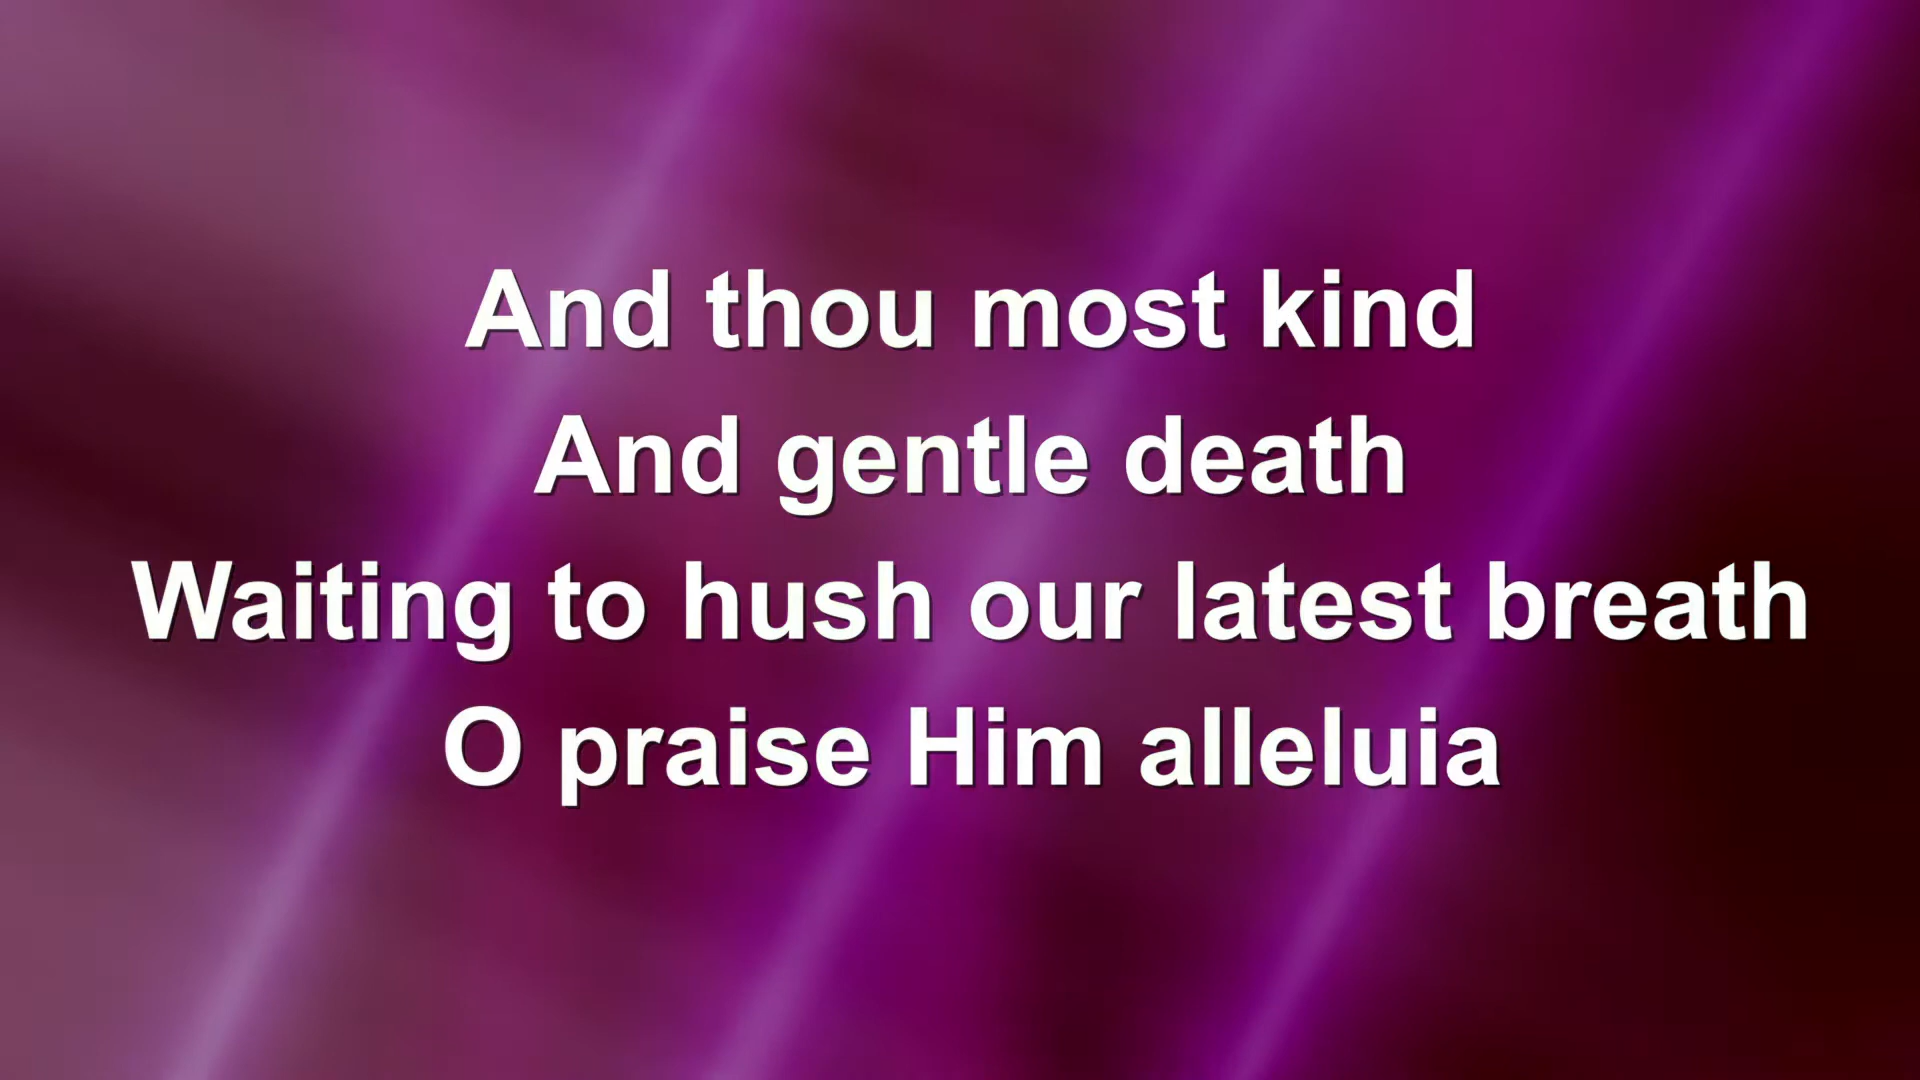 And thou most kind
And gentle death
Waiting to hush our latest breath
O praise Him alleluia